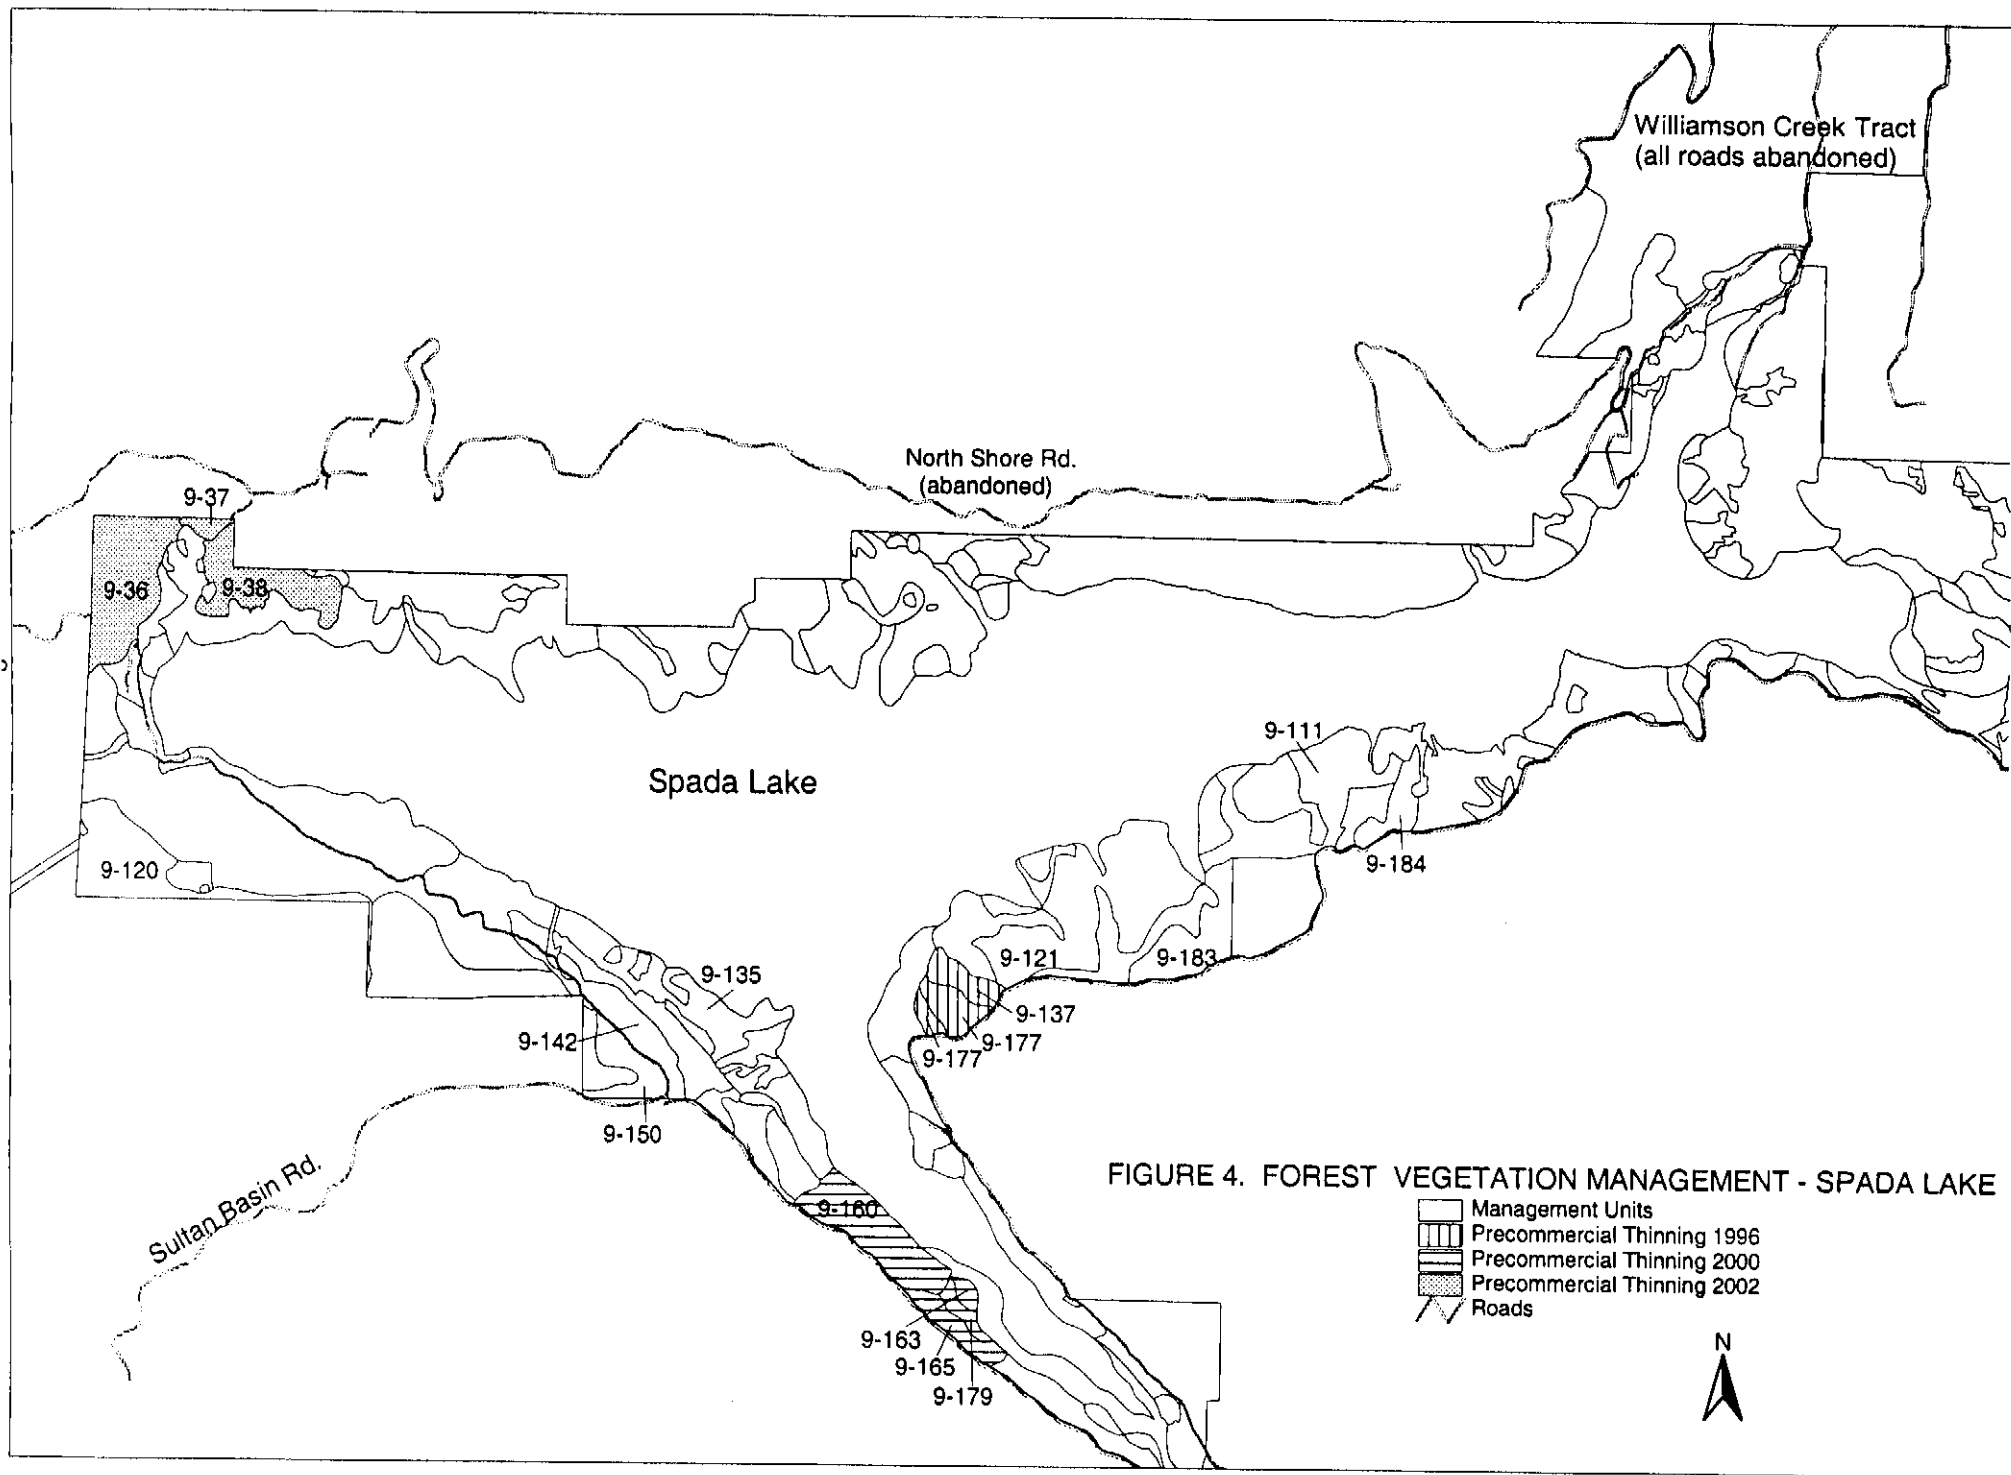 Williamson Creek Tract
(all roads abandoned)
North Shore Rd.
(abandoned)
9-37
9-36
9-38
9-111
Spada Lake
9-120
9-184
9-135
9-121
9-183
9-137
9-142
9-177
9-177
9-150
Sultan Basin Rd.
9-160
9-163
9-165
9-179
FIGURE 4. FOREST VEGETATION MANAGEMENT - SPADA LAKE
Management Units
Precommercial Thinning 1996
Precommercial Thinning 2000
Precommercial Thinning 2002
Roads
N